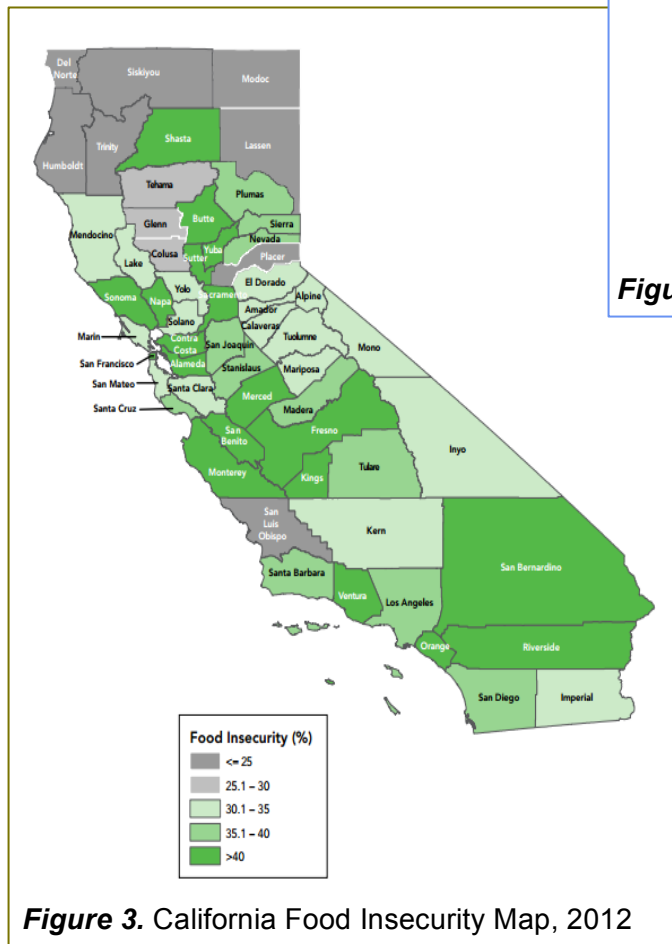 Del
Norte
Siskiyou
Modoc
Humboldt
Trinity
Shasta
Lassen
Tehama
Plumas
Glenn
Butte
Sierra
Mendocino
Colusa
Yuba
Nevada
Sutter
Placer
Lake
Yolo
El Dorado
Sonoma
Napa
Sacramento
Alpine
Solano
Amador
Calaveras
Marin
Contra
Costa
San Joaquin
Tuolumne
Mono
San Francisco
Alameda
Stanislaus
Mariposa
San Mateo
Santa Clara
Merced
Santa Cruz
Madera
San
Benito
Fresno
Inyo
Monterey
Kings
Tulare
San
Luis
Obispo
Kern
San Bernardino
Santa Barbara
Ventura
Los Angeles
Orange
Riverside
San Diego
Imperial
Food Insecurity (%)
<= 25
25.1 – 30
30.1 – 35
35.1 – 40
>40
Figu
Figure 3. California Food Insecurity Map, 2012